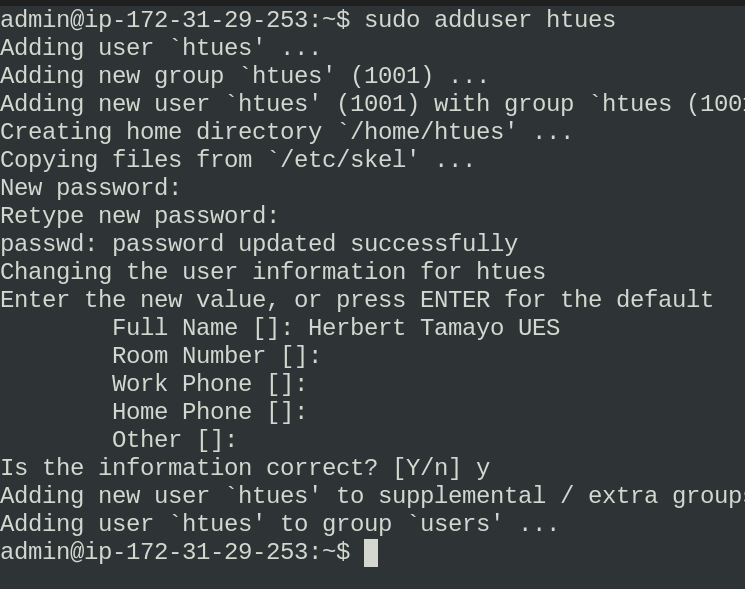 admin@ip-172-31-29-253:~$ sudo adduser htues
Adding user `htues' ...
Adding new group `htues' (1001) ...
Adding new user `htues' (1001) with group `htues (1001
Creating home directory `/home/htues' ...
Copying files from `/etc/skel' ...
New password:
Retype new password:
passwd: password updated successfully
Changing the user information for htues
Enter the new value, or press ENTER for the default
        Full Name []: Herbert Tamayo UES
        Room Number []:
        Work Phone []:
        Home Phone []:
        Other []:
Is the information correct? [Y/n] y
Adding new user `htues' to supplemental / extra groups
Adding user `htues' to group `users' ...
admin@ip-172-31-29-253:~$